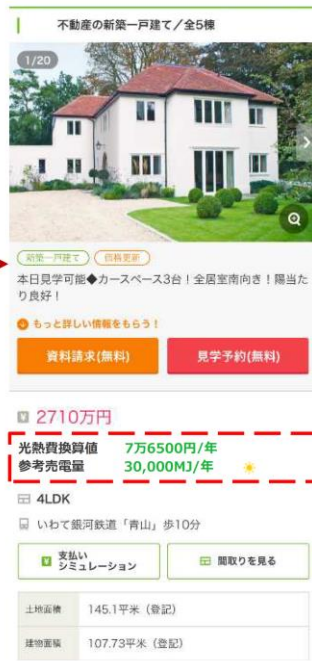 不動産の新築一戸建て／全5棟
1/20
新築一戸建て 価格更新
本日見学可能◆カースペース3台！全居室南向き！陽当た
り良好！
もっと詳しい情報をもらう！
資料請求(無料) 見学予約(無料)
¥ 2710万円
光熱費換算値 7万6500円/年
参考売電量 30,000MJ/年
4LDK
いわて銀河鉄道「青山」歩10分
支払い
シミュレーション
間取りを見る
土地面積 145.1平米（登記）
建物面積 107.73平米（登記）